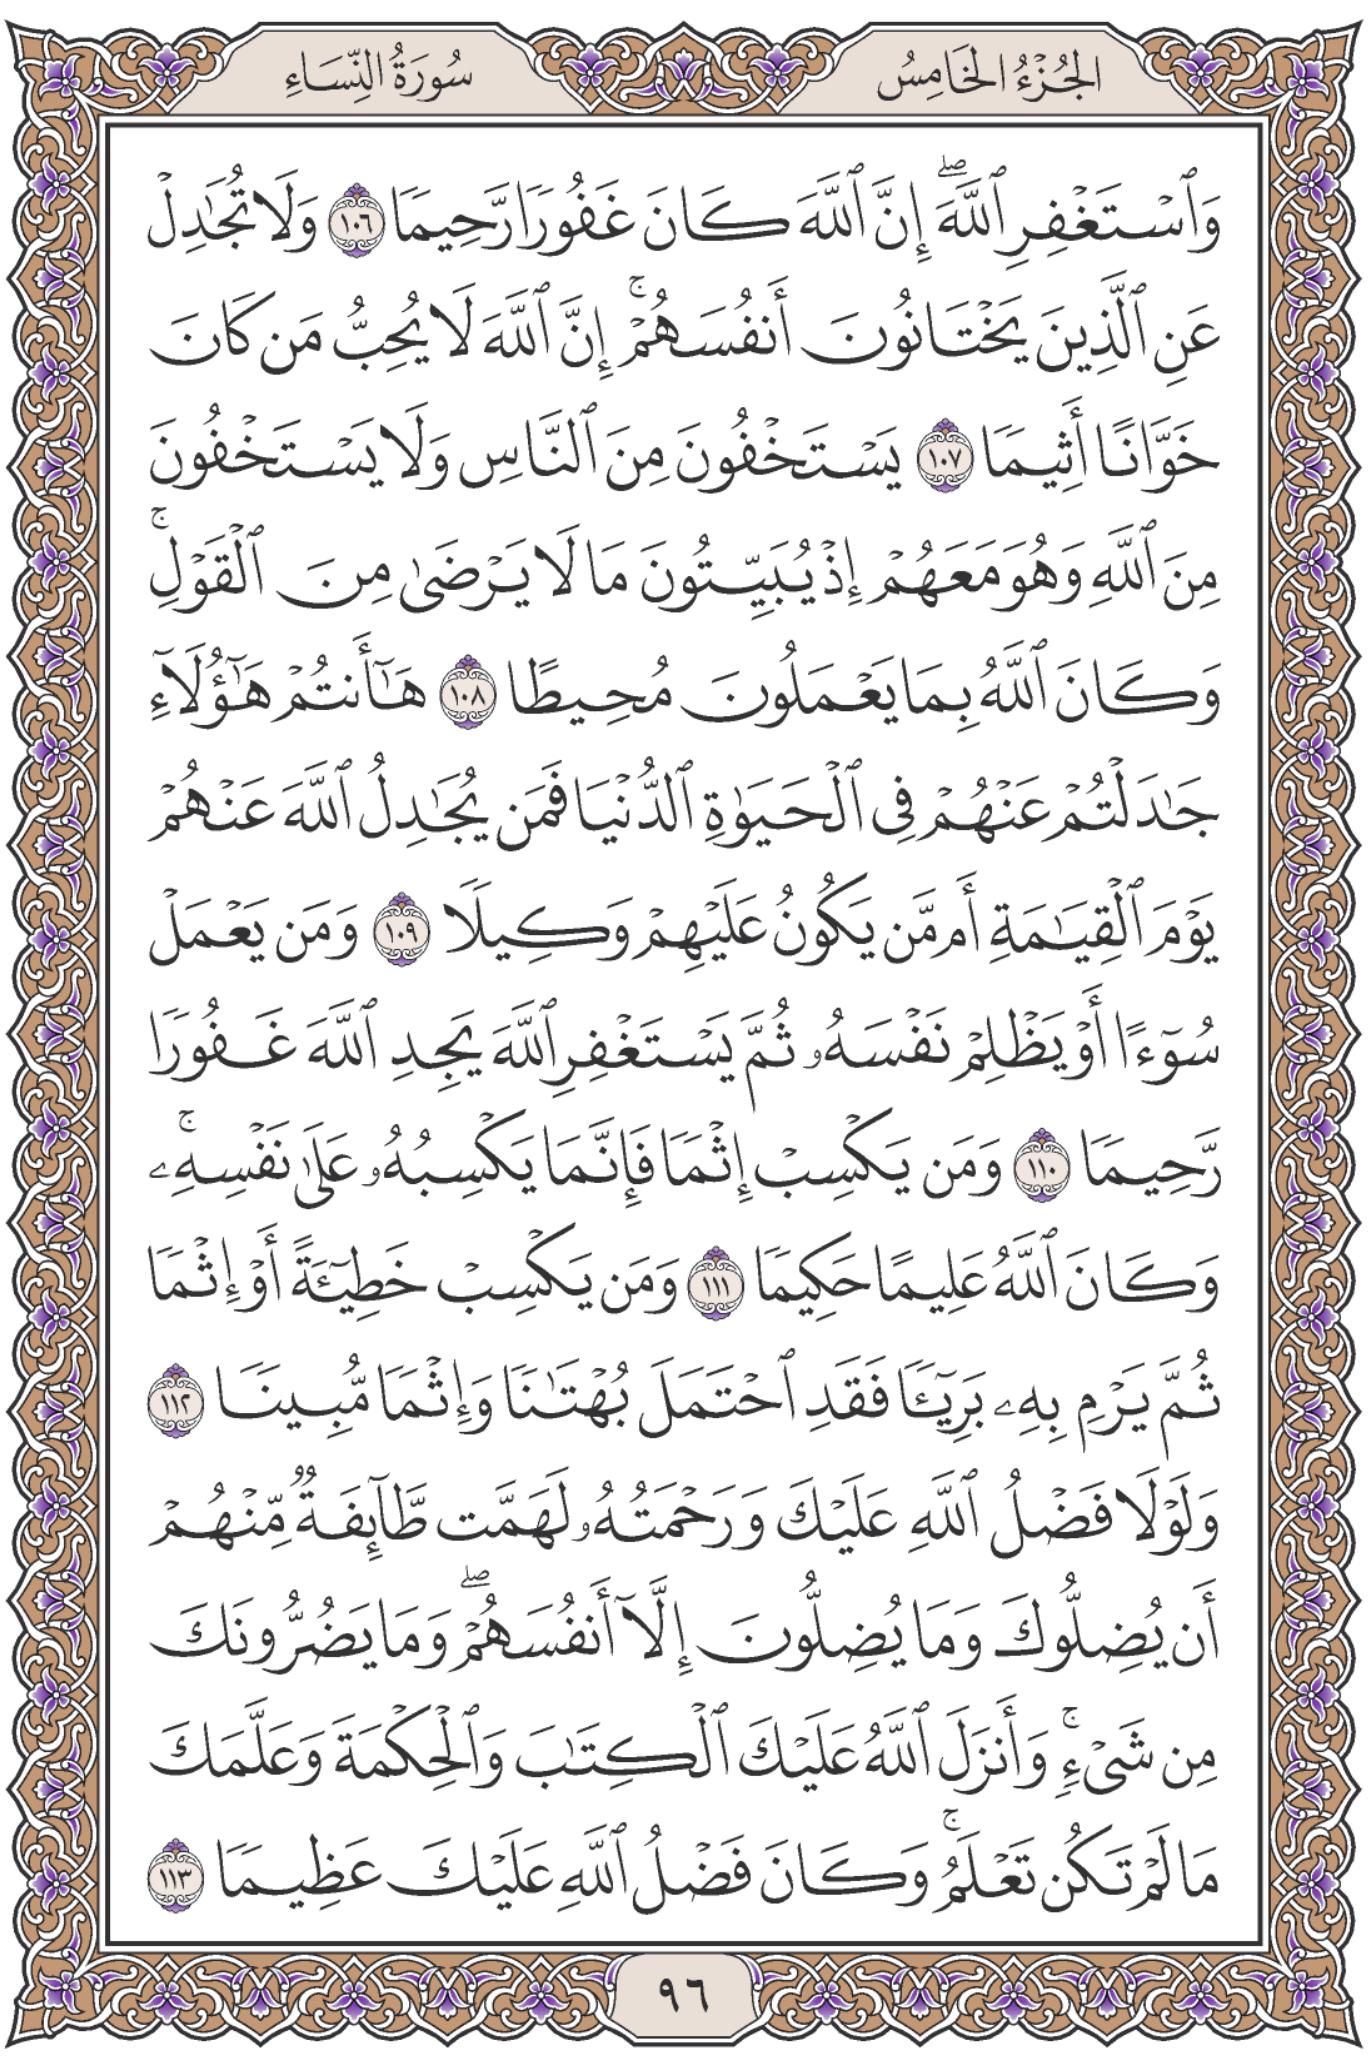 الجُزْءُ الخَامِسُ
سُورَةُ النِّسَاءِ
وَٱسْتَغْفِرِ ٱللَّهَۖ إِنَّ ٱللَّهَ كَانَ غَفُورًا رَّحِيمًا ١٠٦ وَلَا تُجَٰدِلْ
عَنِ ٱلَّذِينَ يَخْتَانُونَ أَنفُسَهُمْۚ إِنَّ ٱللَّهَ لَا يُحِبُّ مَن كَانَ
خَوَّانًا أَثِيمًا ١٠٧ يَسْتَخْفُونَ مِنَ ٱلنَّاسِ وَلَا يَسْتَخْفُونَ
مِنَ ٱللَّهِ وَهُوَ مَعَهُمْ إِذْ يُبَيِّتُونَ مَا لَا يَرْضَىٰ مِنَ ٱلْقَوْلِۚ
وَكَانَ ٱللَّهُ بِمَا يَعْمَلُونَ مُحِيطًا ١٠٨ هَٰٓأَنتُمْ هَٰٓؤُلَآءِ
جَٰدَلْتُمْ عَنْهُمْ فِى ٱلْحَيَوٰةِ ٱلدُّنْيَا فَمَن يُجَٰدِلُ ٱللَّهَ عَنْهُمْ
يَوْمَ ٱلْقِيَٰمَةِ أَم مَّن يَكُونُ عَلَيْهِمْ وَكِيلًا ١٠٩ وَمَن يَعْمَلْ
سُوٓءًا أَوْ يَظْلِمْ نَفْسَهُۥ ثُمَّ يَسْتَغْفِرِ ٱللَّهَ يَجِدِ ٱللَّهَ غَفُورًا
رَّحِيمًا ١١٠ وَمَن يَكْسِبْ إِثْمًا فَإِنَّمَا يَكْسِبُهُۥ عَلَىٰ نَفْسِهِۦۚ
وَكَانَ ٱللَّهُ عَلِيمًا حَكِيمًا ١١١ وَمَن يَكْسِبْ خَطِيٓـَٔةً أَوْ إِثْمًا
ثُمَّ يَرْمِ بِهِۦ بَرِيٓـًٔا فَقَدِ ٱحْتَمَلَ بُهْتَٰنًا وَإِثْمًا مُّبِينًا ١١٢
وَلَوْلَا فَضْلُ ٱللَّهِ عَلَيْكَ وَرَحْمَتُهُۥ لَهَمَّت طَّآئِفَةٌ مِّنْهُمْ
أَن يُضِلُّوكَ وَمَا يُضِلُّونَ إِلَّآ أَنفُسَهُمْۖ وَمَا يَضُرُّونَكَ
مِن شَىْءٍۚ وَأَنزَلَ ٱللَّهُ عَلَيْكَ ٱلْكِتَٰبَ وَٱلْحِكْمَةَ وَعَلَّمَكَ
مَا لَمْ تَكُن تَعْلَمُۚ وَكَانَ فَضْلُ ٱللَّهِ عَلَيْكَ عَظِيمًا ١١٣
٩٦